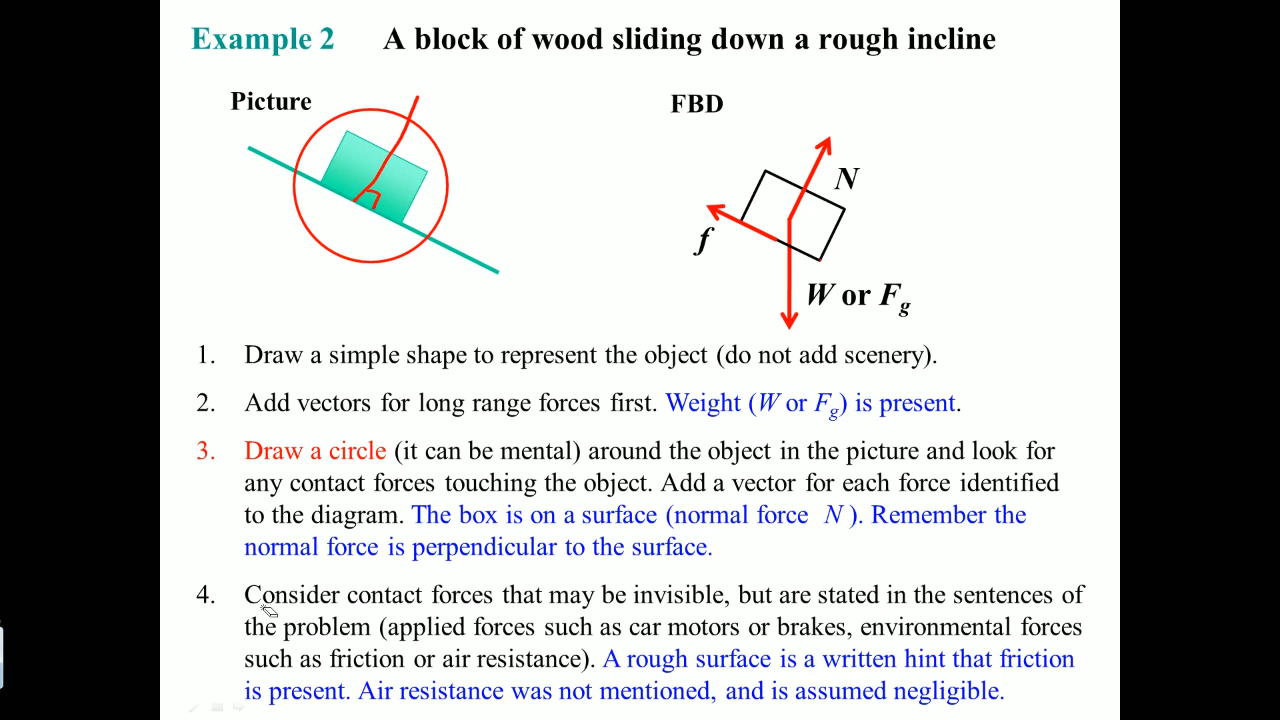 Example 2 A block of wood sliding down a rough incline
Picture
FBD
N
f
W or Fg
1. Draw a simple shape to represent the object (do not add scenery).
2. Add vectors for long range forces first. Weight (W or Fg) is present.
3. Draw a circle (it can be mental) around the object in the picture and look for
any contact forces touching the object. Add a vector for each force identified
to the diagram. The box is on a surface (normal force N ). Remember the
normal force is perpendicular to the surface.
4. Consider contact forces that may be invisible, but are stated in the sentences of
the problem (applied forces such as car motors or brakes, environmental forces
such as friction or air resistance). A rough surface is a written hint that friction
is present. Air resistance was not mentioned, and is assumed negligible.